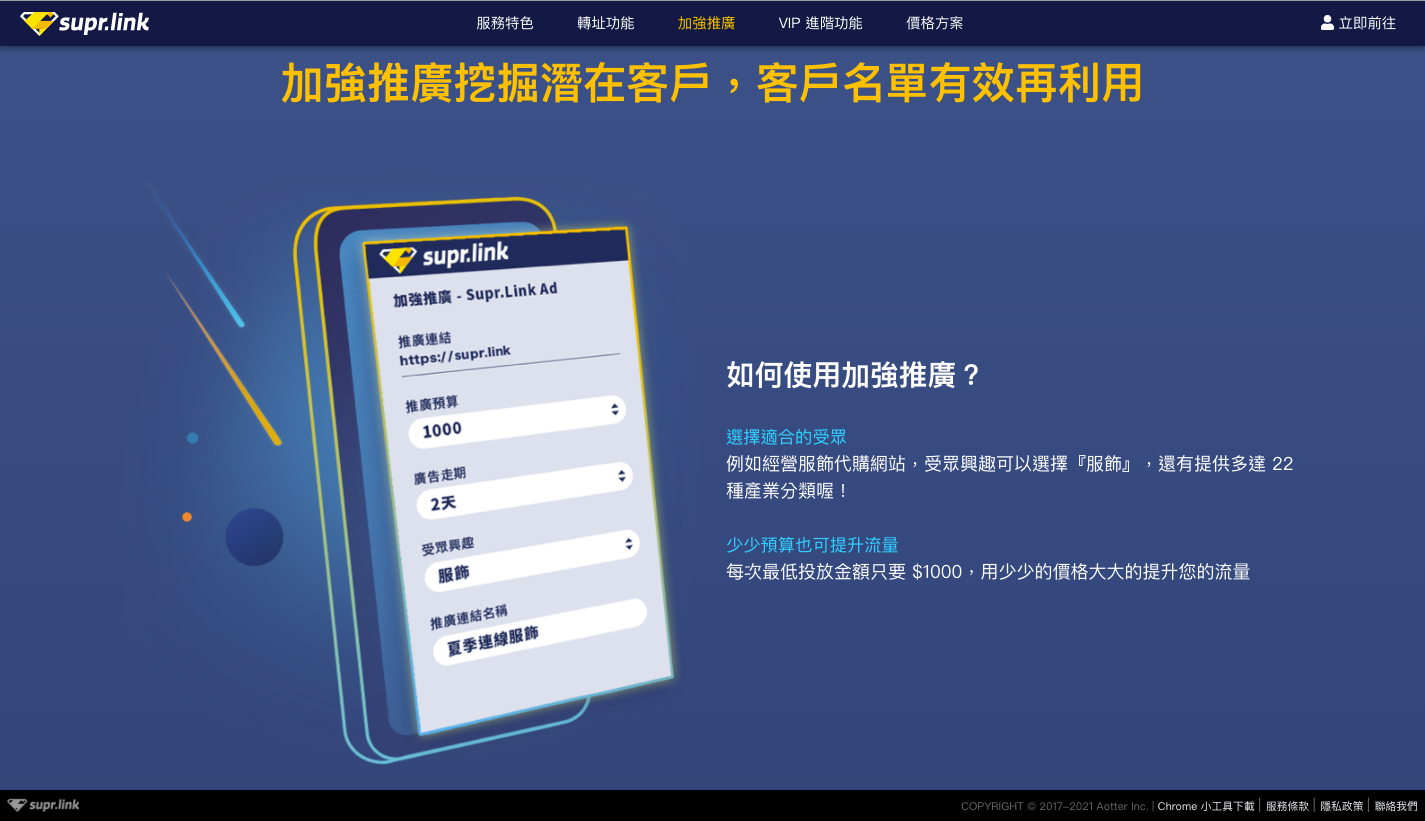 supr.link
服務特色
轉址功能
加強推廣
VIP 進階功能
價格方案
立即前往
加強推廣挖掘潛在客戶，客戶名單有效再利用
supr.link
加強推廣 - Supr.Link Ad
推廣連結
https://supr.link
推廣預算
1000
廣告走期
2天
受眾興趣
服飾
推廣連結名稱
夏季連線服飾
如何使用加強推廣？
選擇適合的受眾
例如經營服飾代購網站，受眾興趣可以選擇『服飾』，還有提供多達 22
種產業分類喔！
少少預算也可提升流量
每次最低投放金額只要 $1000，用少少的價格大大的提升您的流量
supr.link
COPYRIGHT © 2017-2021 Aotter Inc. | Chrome 小工具下載 | 服務條款 | 隱私政策 | 聯絡我們